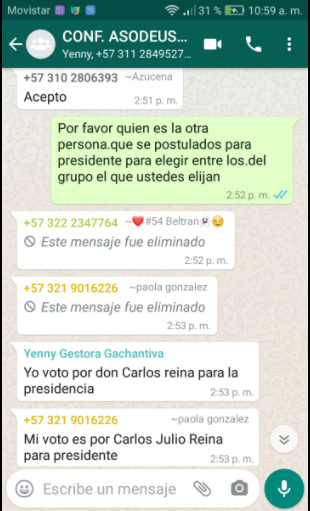 Movistar 31 % 10:59 a. m.
CONF. ASODEUS...
Yenny, +57 311 2849527...
+57 310 2806393 ~Azucena
Acepto
2:51 p. m.
Por favor quien es la otra
persona.que se postulados para
presidente para elegir entre los.del
grupo el que ustedes elijan
2:52 p. m.
+57 322 2347764 ~❤️#54 Beltran☠️😉
Este mensaje fue eliminado
2:52 p. m.
+57 321 9016226 ~paola gonzalez
Este mensaje fue eliminado
2:53 p. m.
Yenny Gestora Gachantiva
Yo voto por don Carlos reina para la
presidencia
2:53 p. m.
+57 321 9016226 ~paola gonzalez
Mi voto es por Carlos Julio Reina
para presidente
2:53 p. m.
Escribe un mensaje